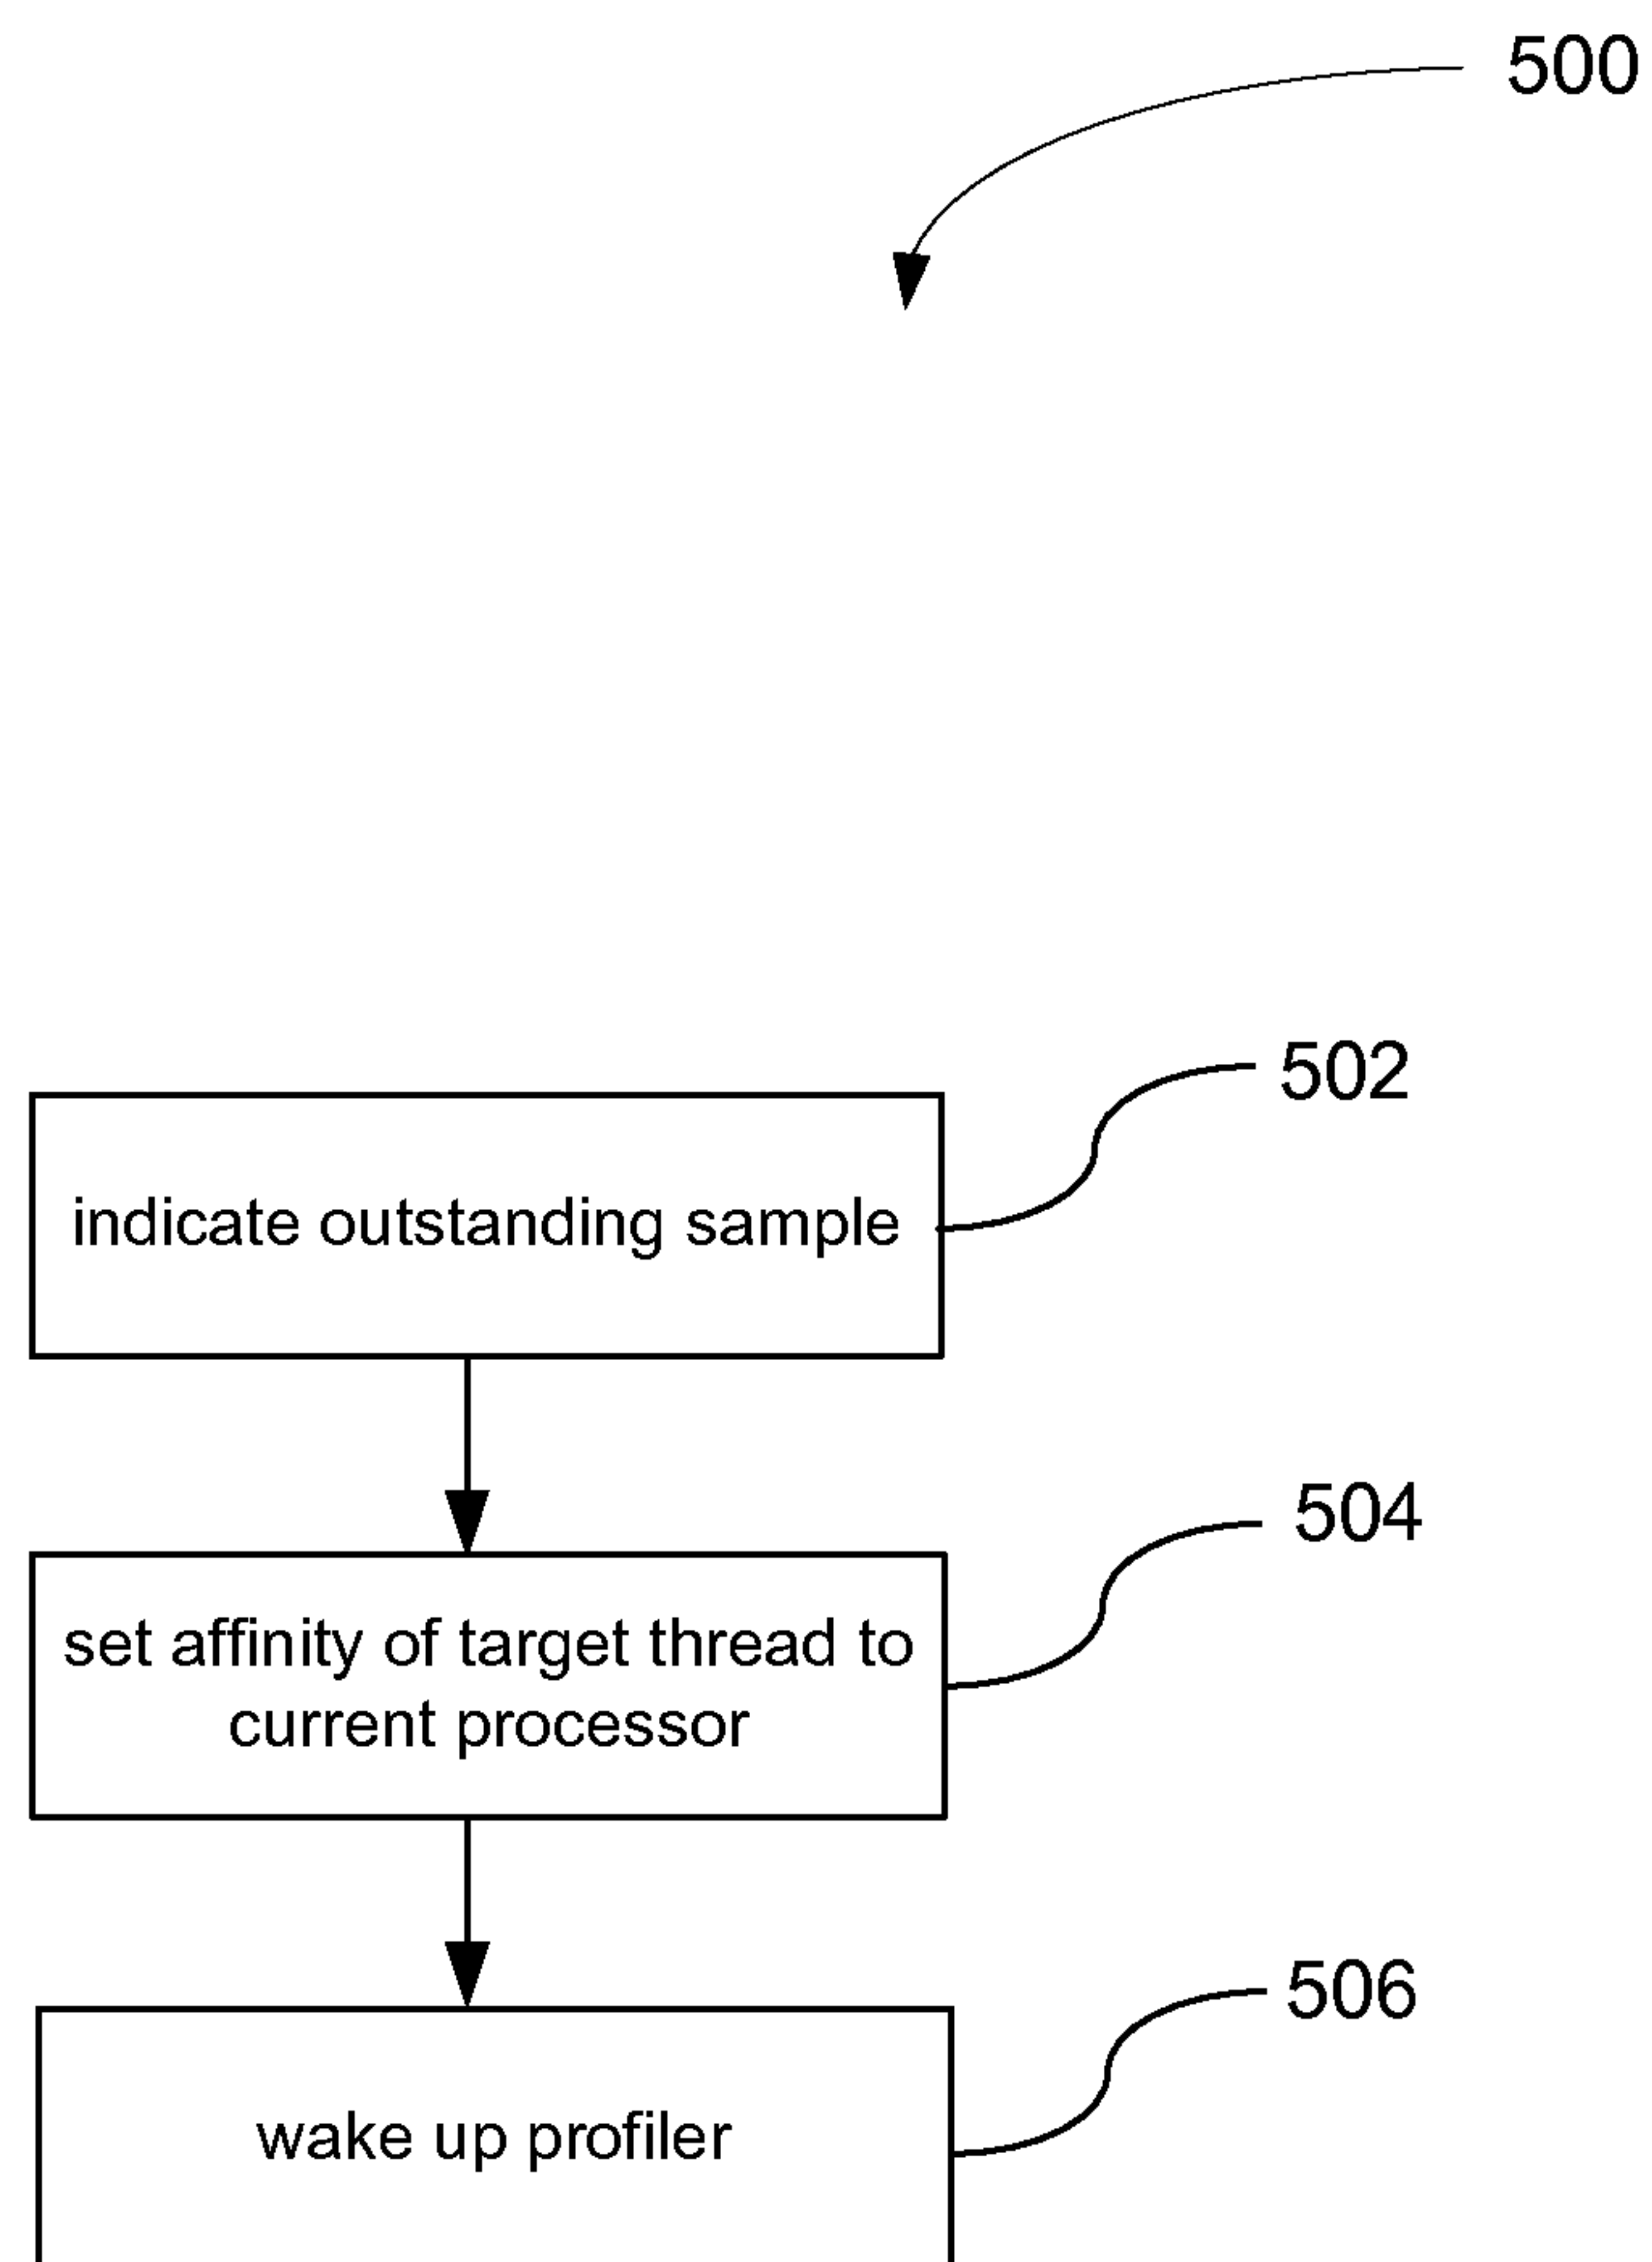 500
502
indicate outstanding sample
504
set affinity of target thread to
current processor
506
wake up profiler